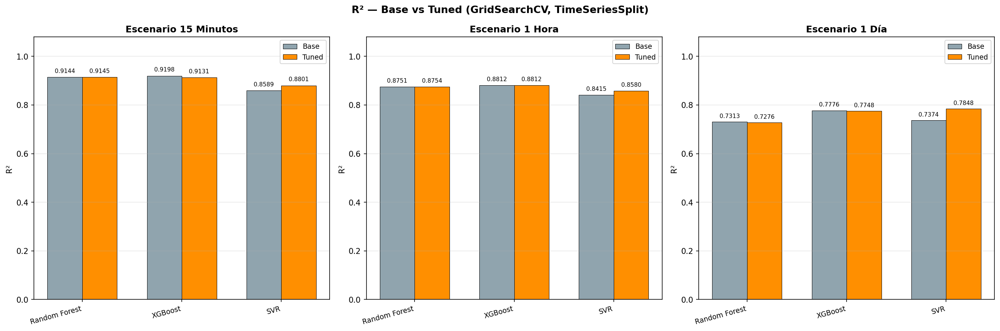 R² — Base vs Tuned (GridSearchCV, TimeSeriesSplit)
Escenario 15 Minutos
Base
Tuned
1.0
0.8
0.6
0.4
0.2
0.0
R²
0.9144
0.9145
0.9198
0.9131
0.8589
0.8801
Random Forest
XGBoost
SVR
Escenario 1 Hora
Base
Tuned
1.0
0.8
0.6
0.4
0.2
0.0
R²
0.8751
0.8754
0.8812
0.8812
0.8415
0.8580
Random Forest
XGBoost
SVR
Escenario 1 Día
Base
Tuned
1.0
0.8
0.6
0.4
0.2
0.0
R²
0.7313
0.7276
0.7776
0.7748
0.7374
0.7848
Random Forest
XGBoost
SVR